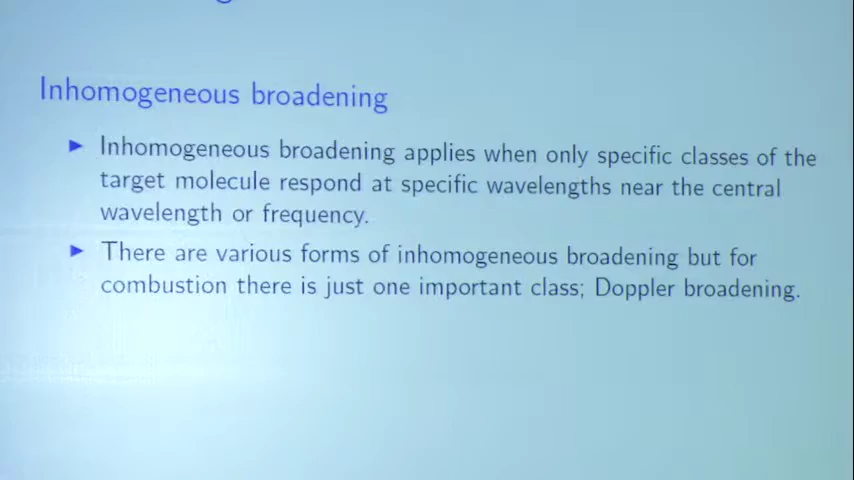 Inhomogeneous broadening
▶ Inhomogeneous broadening applies when only specific classes of the
target molecule respond at specific wavelengths near the central
wavelength or frequency.
▶ There are various forms of inhomogeneous broadening but for
combustion there is just one important class; Doppler broadening.